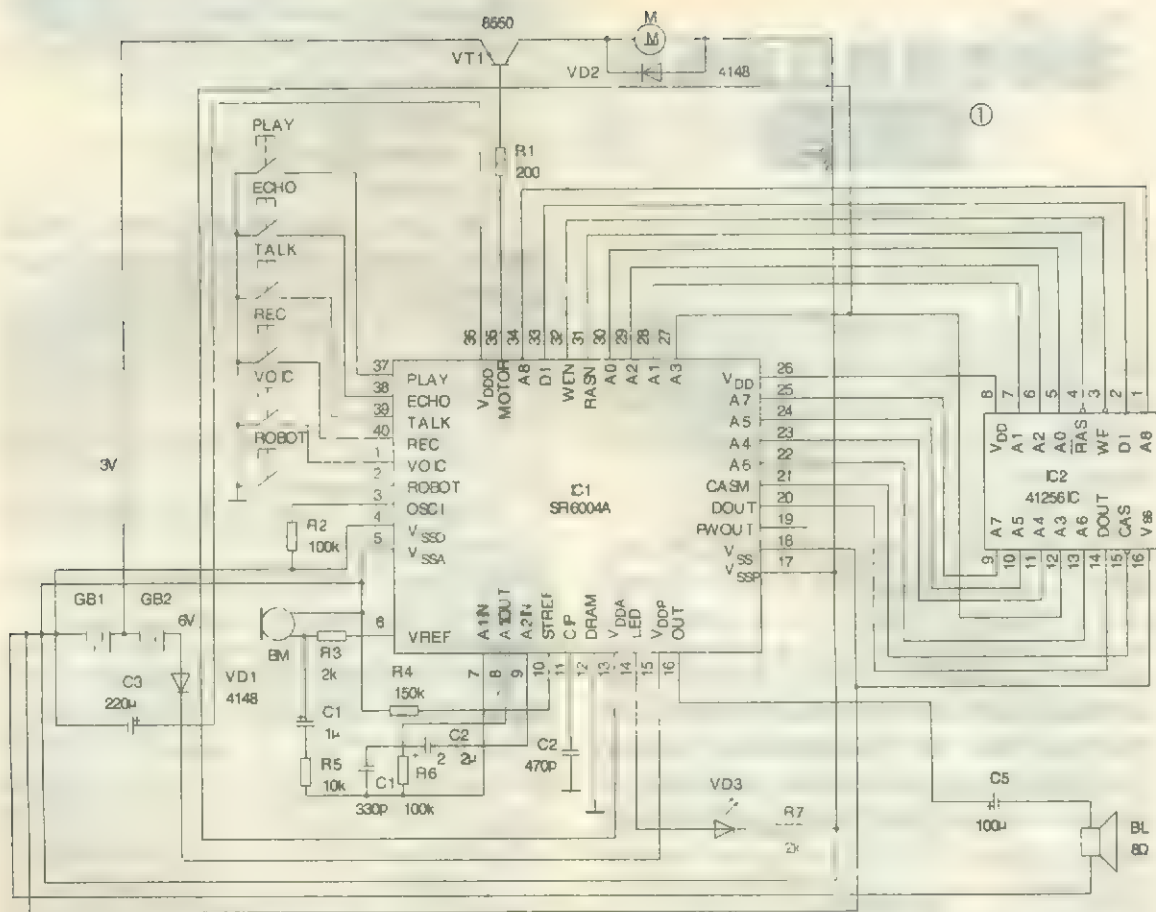 8550
M
M
VT1
VD2
4148
①
PLAY
R1
200
ECHO
TALK
REC
VOIC
ROBOT
3V
36
35
34
33
32
31
30
29
28
27
VDDD
MOTOR
A8
D1
WEN
RASN
A0
A2
A1
A3
37
PLAY
38
ECHO
39
TALK
40
REC
1
VOIC
2
ROBOT
3
OSCI
4
VSSD
5
VSSA
6
VREF
IC1
SR6004A
VDD
26
A7
25
A5
24
A4
23
A6
22
CASM
21
DOUT
20
PWOUT
19
VSS
18
VSSP
17
8
7
6
5
4
3
2
1
VDD
A1
A2
A0
RAS
WE
D1
A8
IC2
41256IC
A7
A5
A4
A3
A6
DOUT
CAS
VSS
9
10
11
12
13
14
15
16
R2
100k
GB1
GB2
6V
BM
R3
2k
A1IN
A1OUT
A2IN
STREF
C/P
DRAM
VDDA
LED
VDDP
OUT
7
8
9
10
11
12
13
14
15
16
C3
220µ
VD1
4148
R4
150k
C1
1µ
R5
10k
C2
2 2µ
C1
330p
R6
100k
C2
470p
VD3
R7
2k
C5
100µ
BL
8Ω